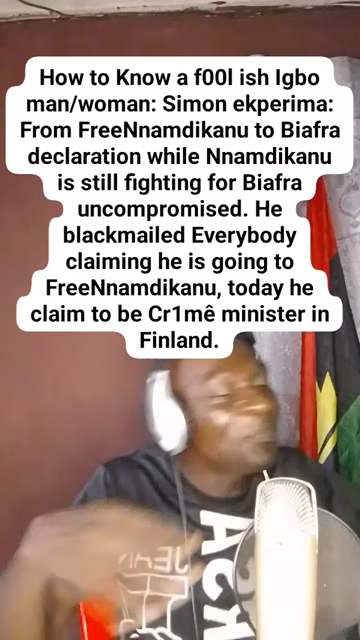 How to Know a f00l ish Igbo
man/woman: Simon ekperima:
From FreeNnamdikanu to Biafra
declaration while Nnamdikanu
is still fighting for Biafra
uncompromised. He
blackmailed Everybody
claiming he is going to
FreeNnamdikanu, today he
claim to be Cr1mê minister in
Finland.